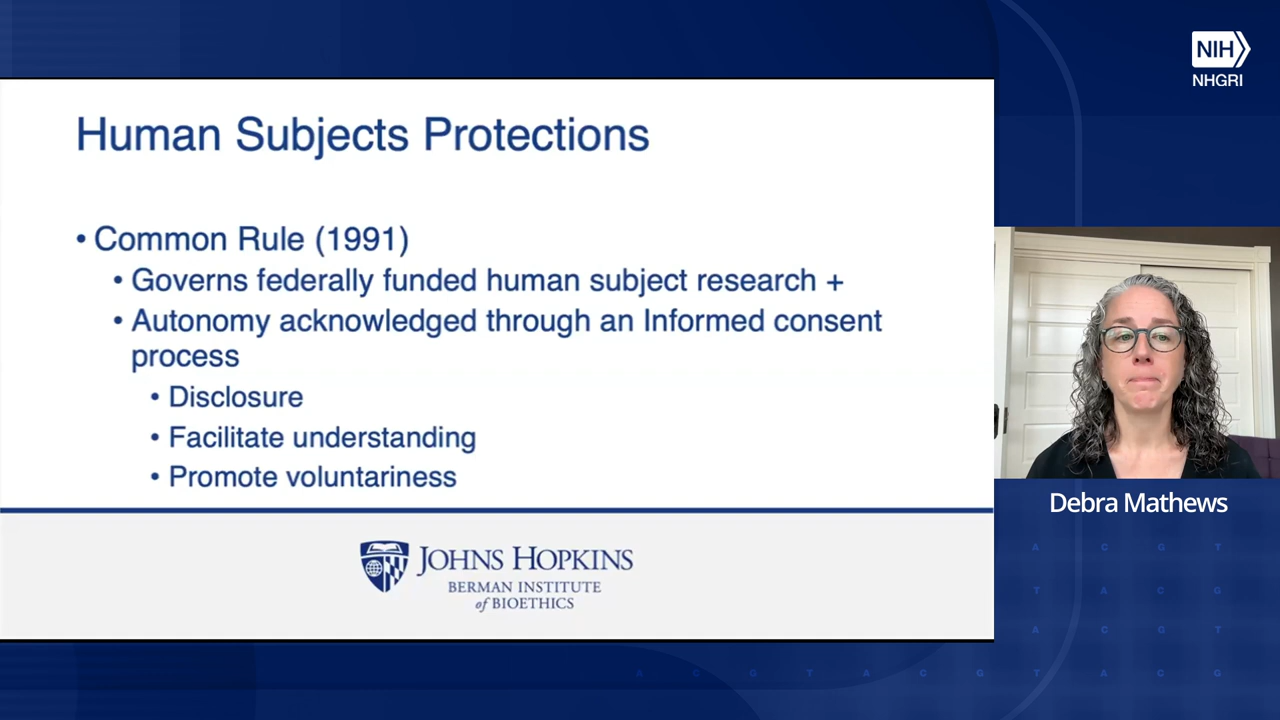 NIH
NHGRI
Human Subjects Protections
• Common Rule (1991)
• Governs federally funded human subject research +
• Autonomy acknowledged through an Informed consent
process
• Disclosure
• Facilitate understanding
• Promote voluntariness
JOHNS HOPKINS
BERMAN INSTITUTE
of BIOETHICS
Debra Mathews
A C G T
T A C G
A C G T
A C G T A C G T A C G